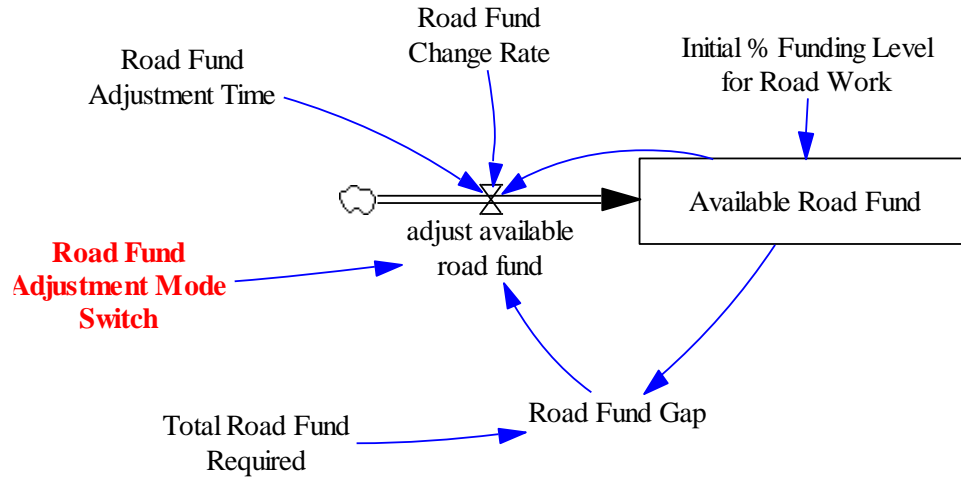 Road Fund
Change Rate
Initial % Funding Level
for Road Work
Road Fund
Adjustment Time
Available Road Fund
adjust available
road fund
Road Fund
Adjustment Mode
Switch
Road Fund Gap
Total Road Fund
Required